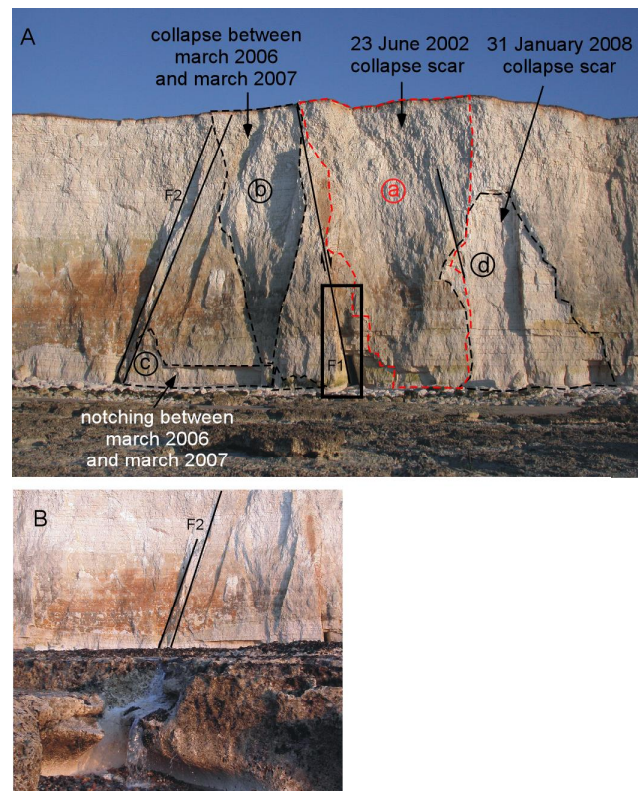 A
collapse between
march 2006
and march 2007
23 June 2002
collapse scar
31 January 2008
collapse scar
F2
b
a
d
c
F1
notching between
march 2006
and march 2007
B
F2